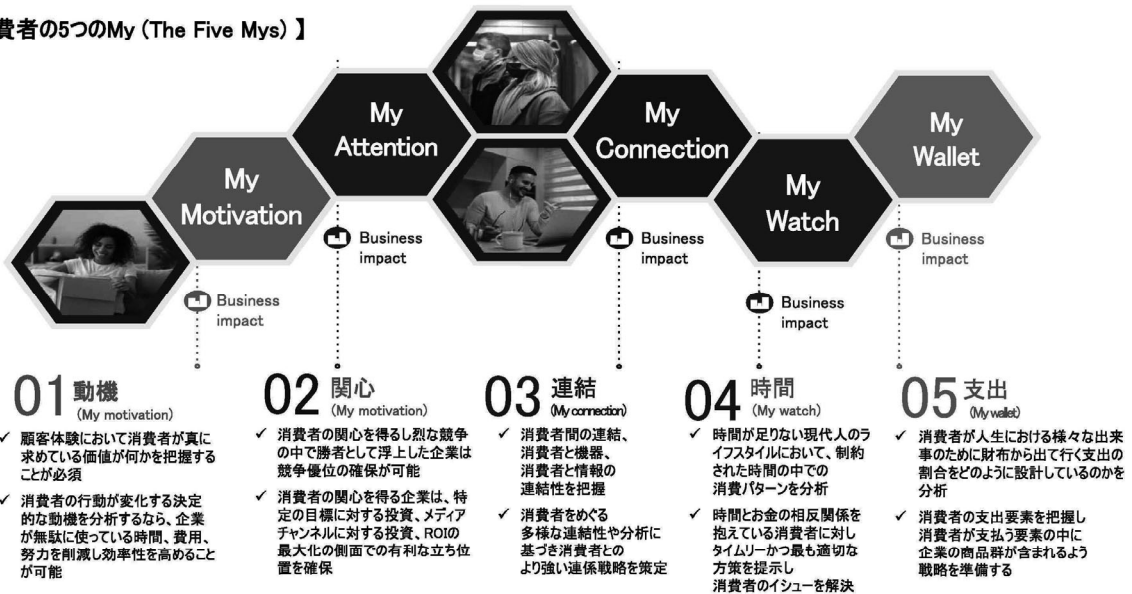 費者の5つのMy (The Five Mys) 】
My
Motivation
My
Attention
My
Connection
My
Watch
My
Wallet
Business
impact
Business
impact
Business
impact
Business
impact
Business
impact
01 動機
(My motivation)
✓ 顧客体験において消費者が真に
求めている価値が何かを把握する
ことが必須
✓ 消費者の行動が変化する決定
的な動機を分析するなら、企業
が無駄に使っている時間、費用、
努力を削減し効率性を高めること
が可能
02 関心
(My motivation)
✓ 消費者の関心を得るし烈な競争
の中で勝者として浮上した企業は
競争優位の確保が可能
✓ 消費者の関心を得る企業は、特
定の目標に対する投資、メディア
チャンネルに対する投資、ROIの
最大化の側面での有利な立ち位
置を確保
03 連結
(My connection)
✓ 消費者間の連結、
消費者と機器、
消費者と情報の
連結性を把握
✓ 消費者をめぐる
多様な連結性や分析に
基づき消費者との
より強い連係戦略を策定
04 時間
(My watch)
✓ 時間が足りない現代人のラ
イフスタイルにおいて、制約
された時間の中での
消費パターンを分析
✓ 時間とお金の相反関係を
抱えている消費者に対し
タイムリーかつ最も適切な
方策を提示し
消費者のイシューを解決
05 支出
(My wallet)
✓ 消費者が人生における様々な出来
事のために財布から出て行く支出の
割合をどのように設計しているのかを
分析
✓ 消費者の支出要素を把握し
消費者が支払う要素の中に
企業の商品群が含まれるよう
戦略を準備する